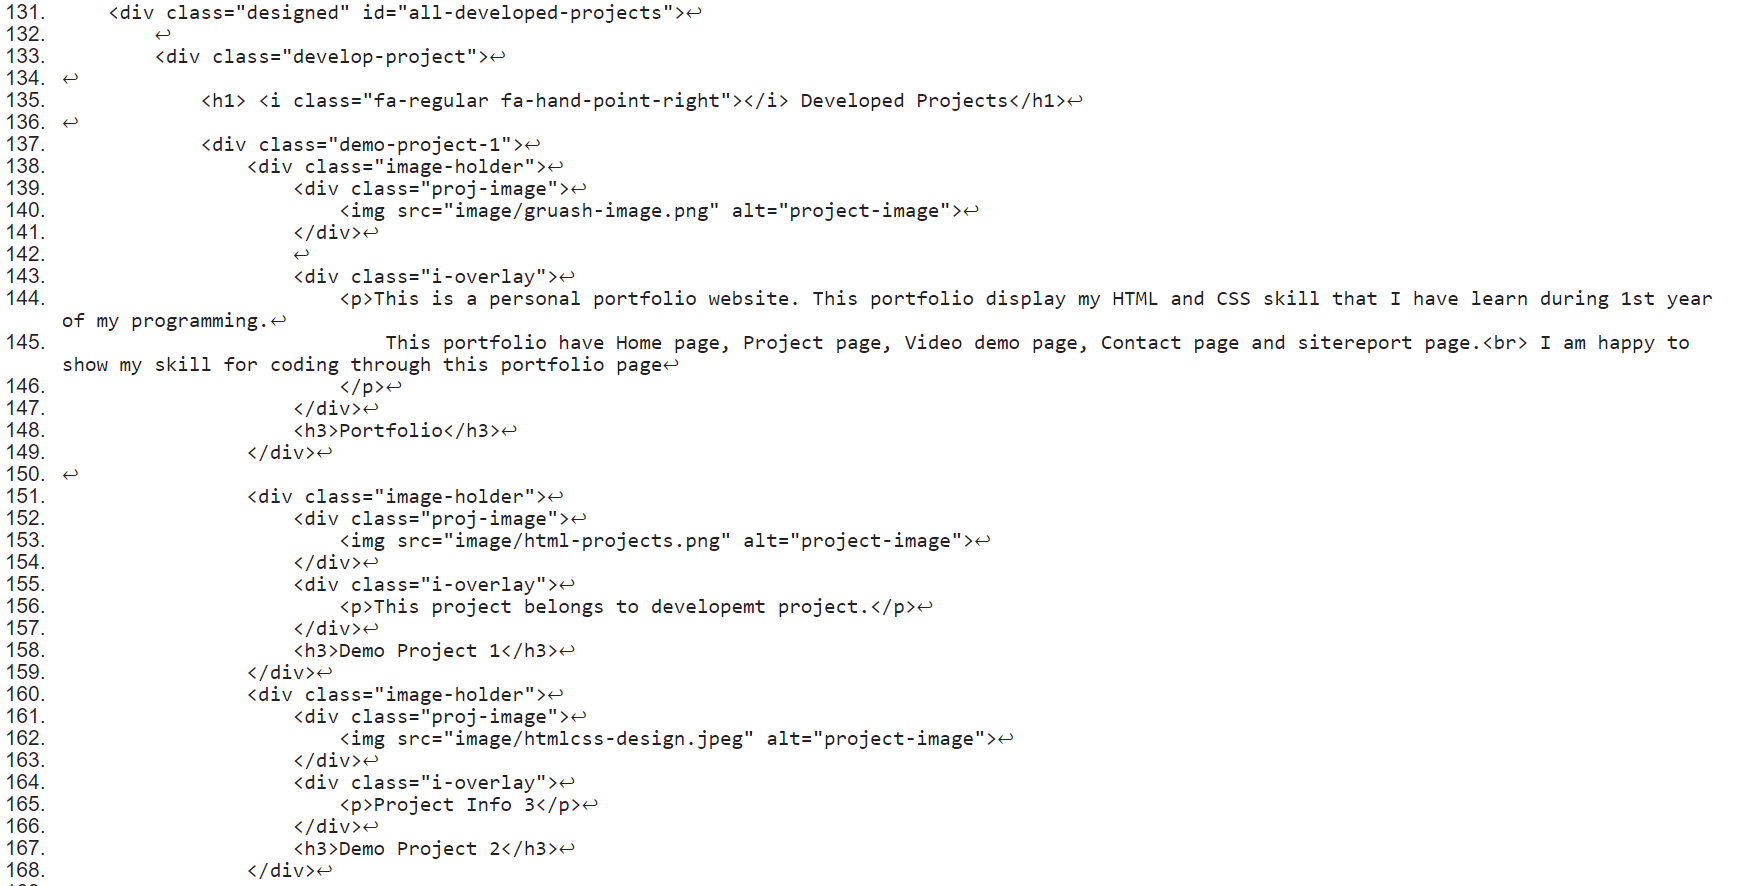 131. <div class="designed" id="all-developed-projects">↩
132. ↩
133. <div class="develop-project">↩
134. ↩
135. <h1> <i class="fa-regular fa-hand-point-right"></i> Developed Projects</h1>↩
136. ↩
137. <div class="demo-project-1">↩
138. <div class="image-holder">↩
139. <div class="proj-image">↩
140. <img src="image/gruash-image.png" alt="project-image">↩
141. </div>↩
142. ↩
143. <div class="i-overlay">↩
144. <p>This is a personal portfolio website. This portfolio display my HTML and CSS skill that I have learn during 1st year
of my programming.↩
145. This portfolio have Home page, Project page, Video demo page, Contact page and sitereport page.<br> I am happy to
show my skill for coding through this portfolio page↩
146. </p>↩
147. </div>↩
148. <h3>Portfolio</h3>↩
149. </div>↩
150. ↩
151. <div class="image-holder">↩
152. <div class="proj-image">↩
153. <img src="image/html-projects.png" alt="project-image">↩
154. </div>↩
155. <div class="i-overlay">↩
156. <p>This project belongs to developemt project.</p>↩
157. </div>↩
158. <h3>Demo Project 1</h3>↩
159. </div>↩
160. <div class="image-holder">↩
161. <div class="proj-image">↩
162. <img src="image/htmlcss-design.jpeg" alt="project-image">↩
163. </div>↩
164. <div class="i-overlay">↩
165. <p>Project Info 3</p>↩
166. </div>↩
167. <h3>Demo Project 2</h3>↩
168. </div>↩